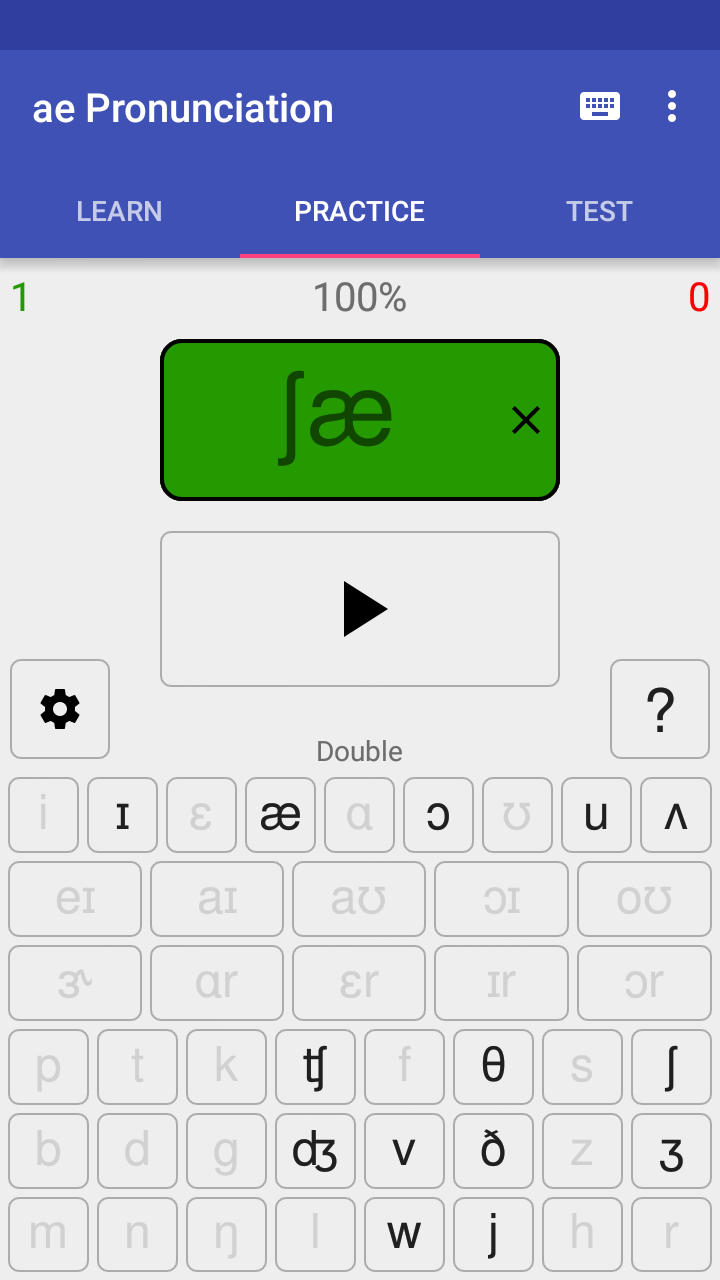 ae Pronunciation
LEARN PRACTICE TEST
1 100% 0
ʃæ
?
Double
i ɪ ɛ æ ɑ ɔ ʊ u ʌ
eɪ aɪ aʊ ɔɪ oʊ
ɝ ɑr ɛr ɪr ɔr
p t k ʧ f θ s ʃ
b d g ʤ v ð z ʒ
m n ŋ l w j h r